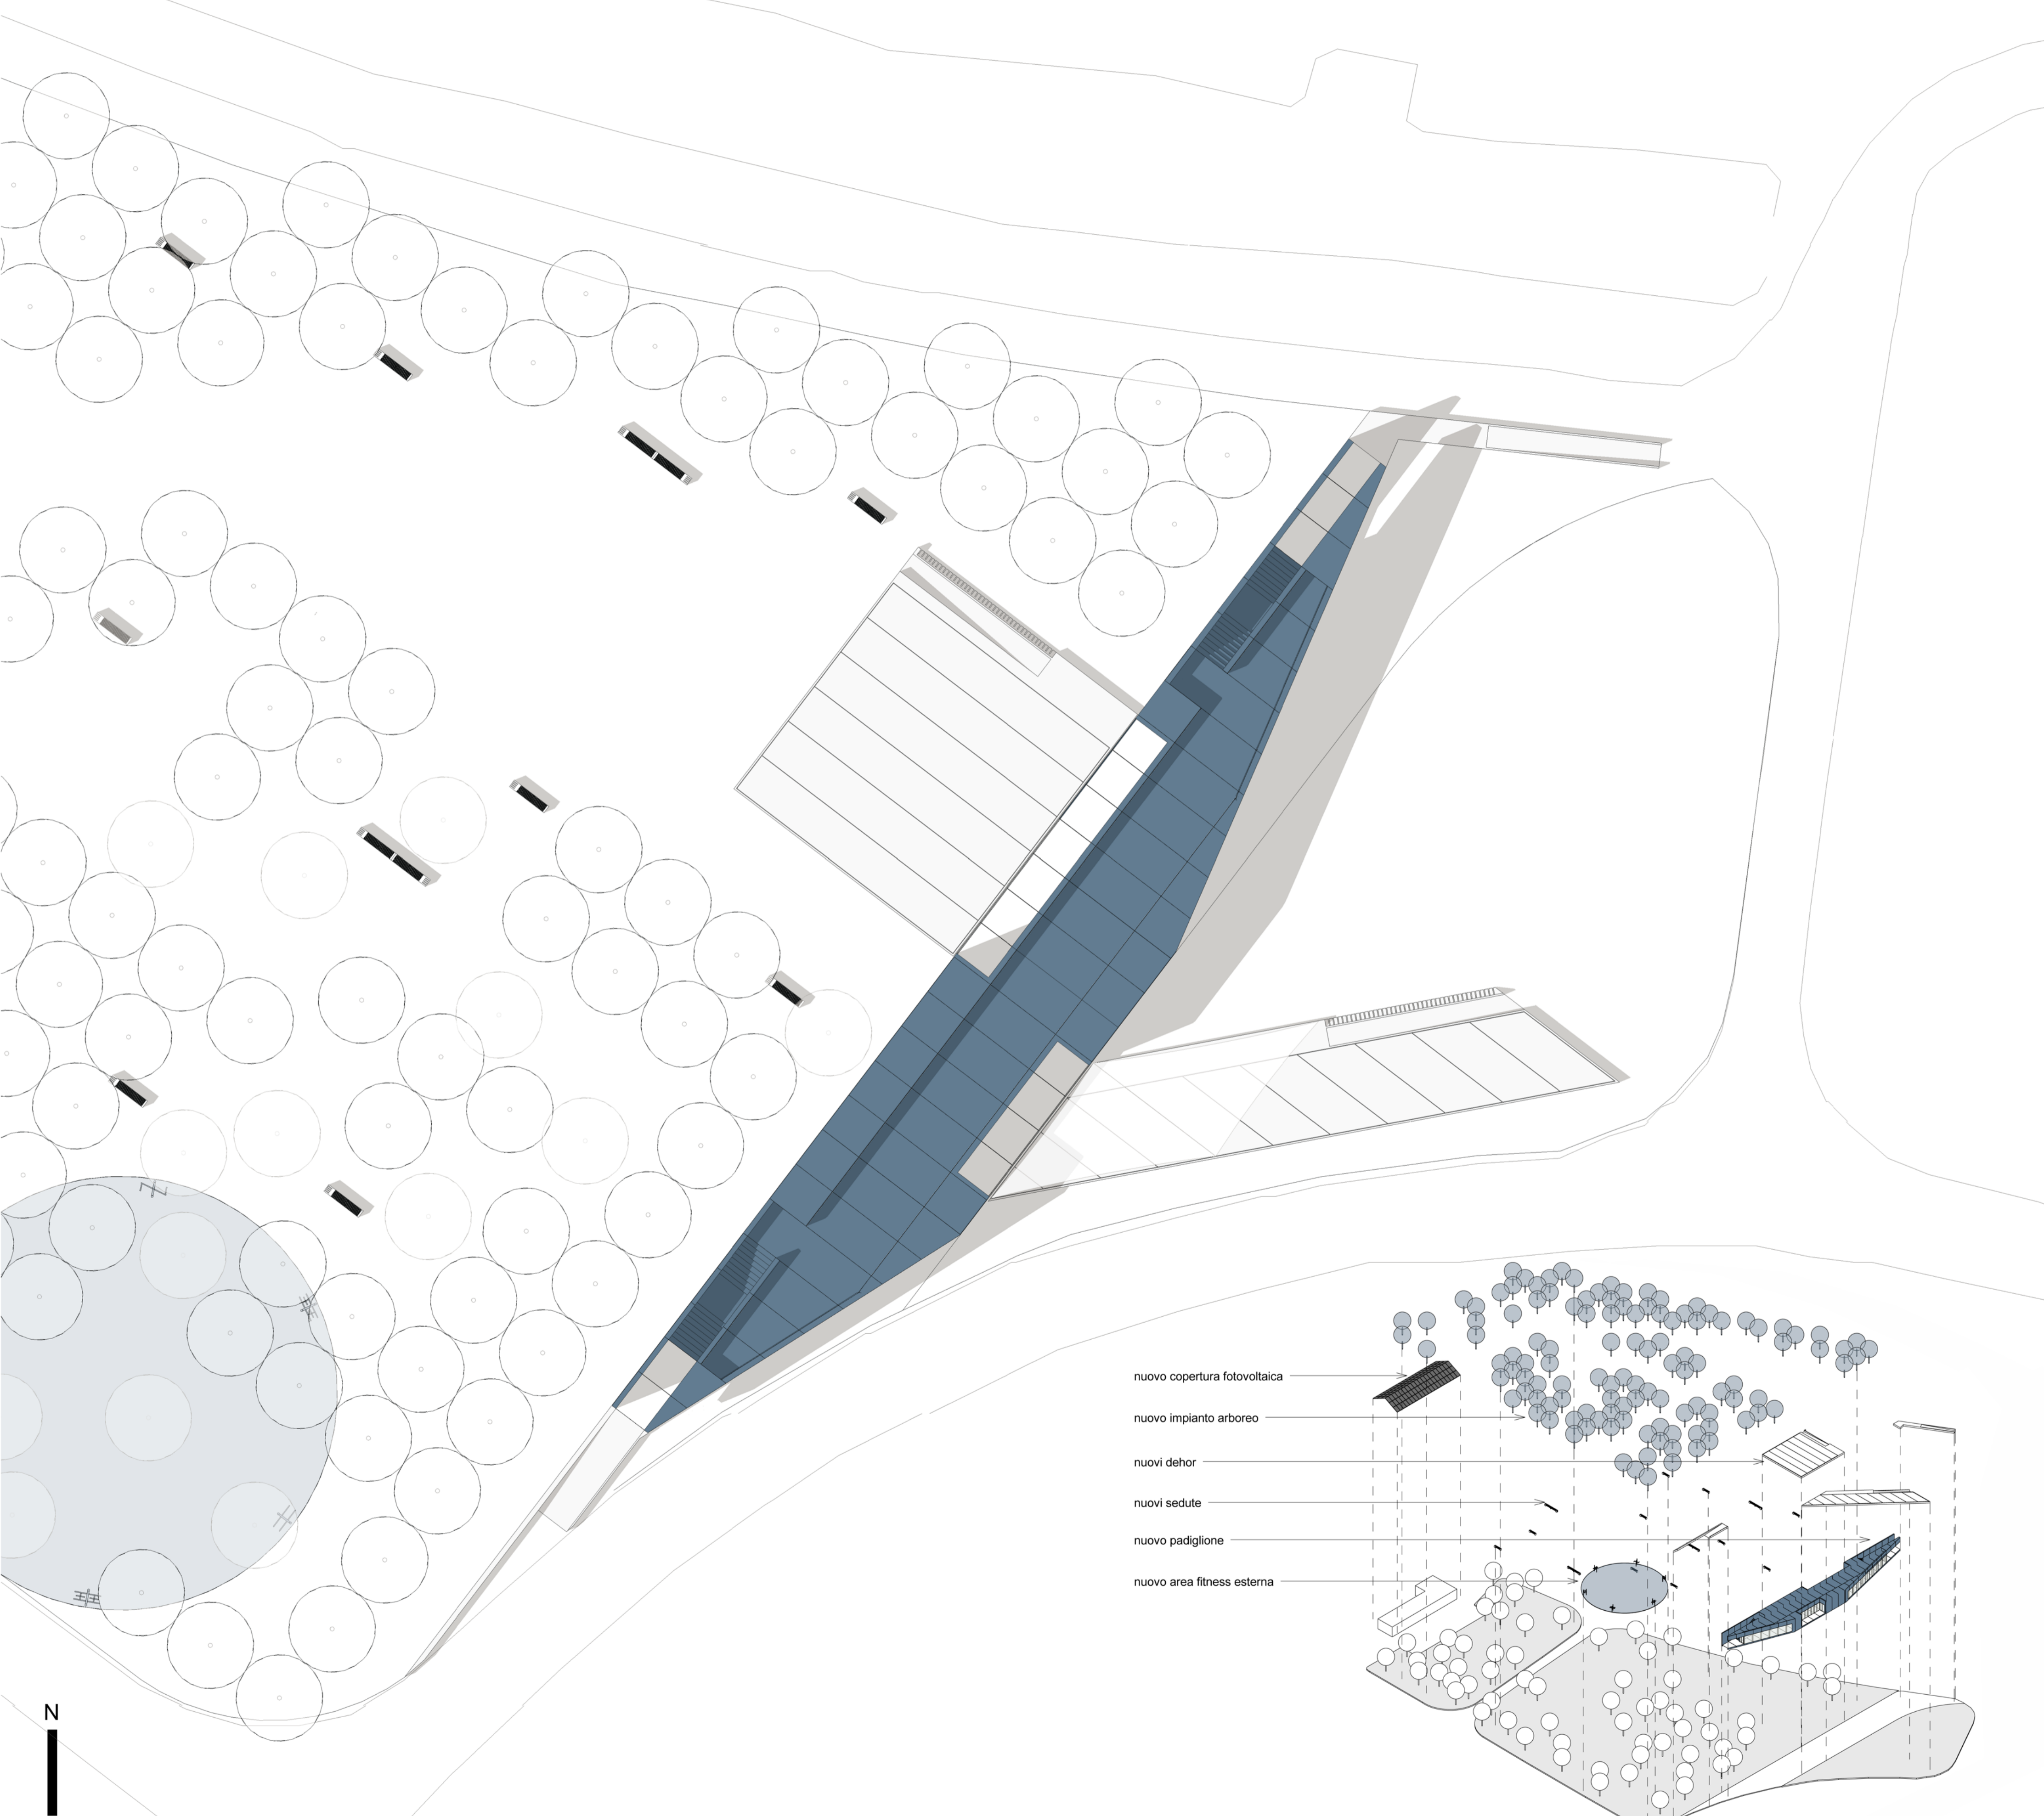 nuovo copertura fotovoltaica
nuovo impianto arboreo
nuovi dehor
nuovi sedute
nuovo padiglione
nuovo area fitness esterna
N